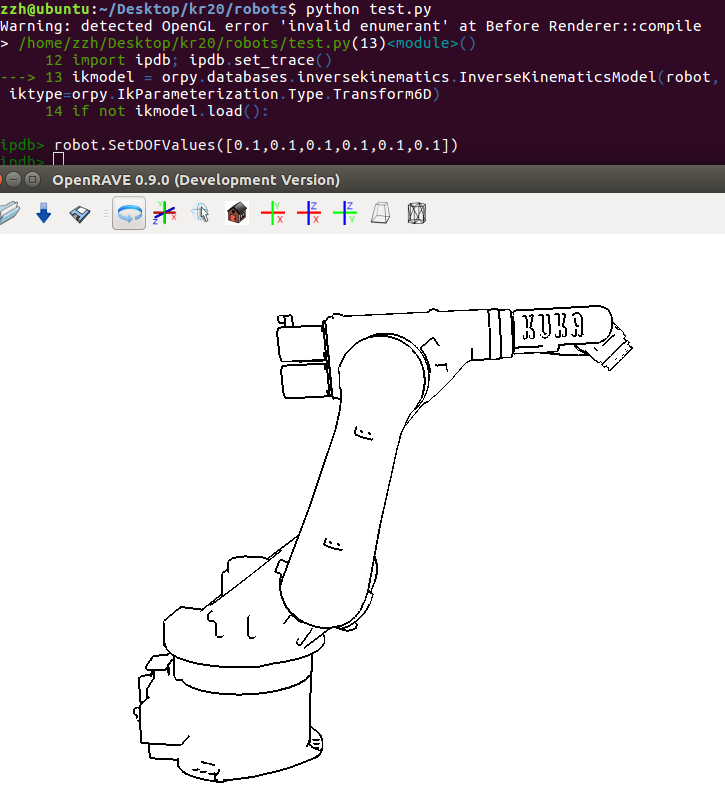 zzh@ubuntu:~/Desktop/kr20/robots$ python test.py
Warning: detected OpenGL error 'invalid enumerant' at Before Renderer::compile
> /home/zzh/Desktop/kr20/robots/test.py(13)<module>()
     12 import ipdb; ipdb.set_trace()
---> 13 ikmodel = orpy.databases.inversekinematics.InverseKinematicsModel(robot,
 iktype=orpy.IkParameterization.Type.Transform6D)
     14 if not ikmodel.load():
ipdb> robot.SetDOFValues([0.1,0.1,0.1,0.1,0.1,0.1])
ipdb>
OpenRAVE 0.9.0 (Development Version)
Y X Z
Y X
Z X
Z Y
KUKA